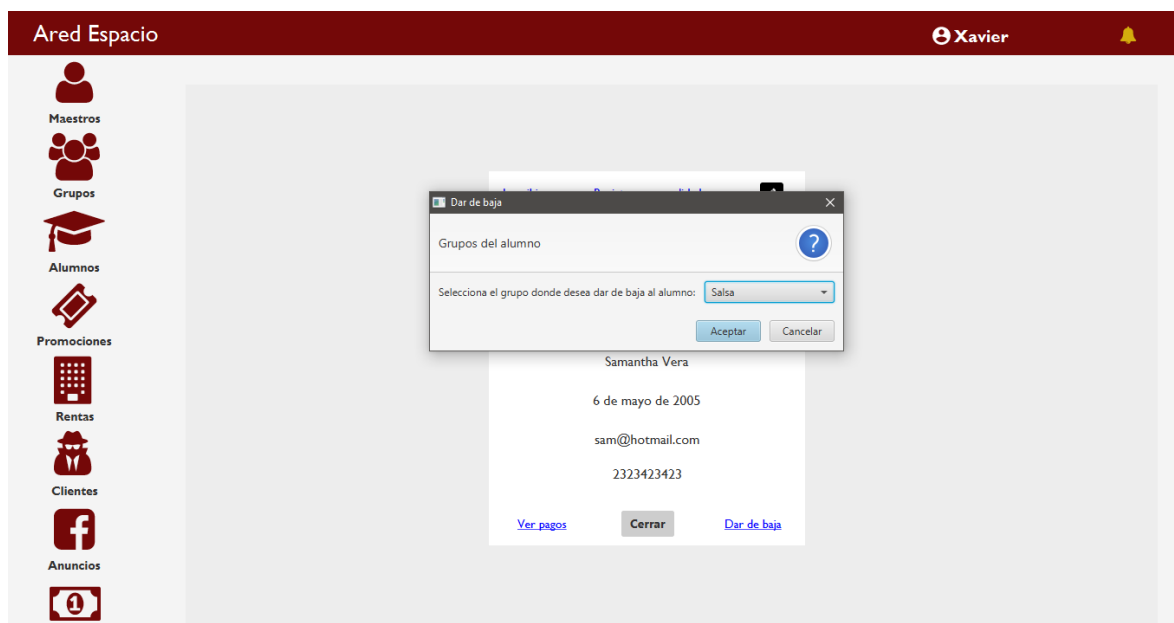 Ared Espacio
Xavier
Maestros
Grupos
Alumnos
Promociones
Rentas
Clientes
Anuncios
1
Dar de baja
Grupos del alumno
?
Selecciona el grupo donde desea dar de baja al alumno: Salsa
Aceptar Cancelar
Samantha Vera
6 de mayo de 2005
sam@hotmail.com
2323423423
Ver pagos Cerrar Dar de baja